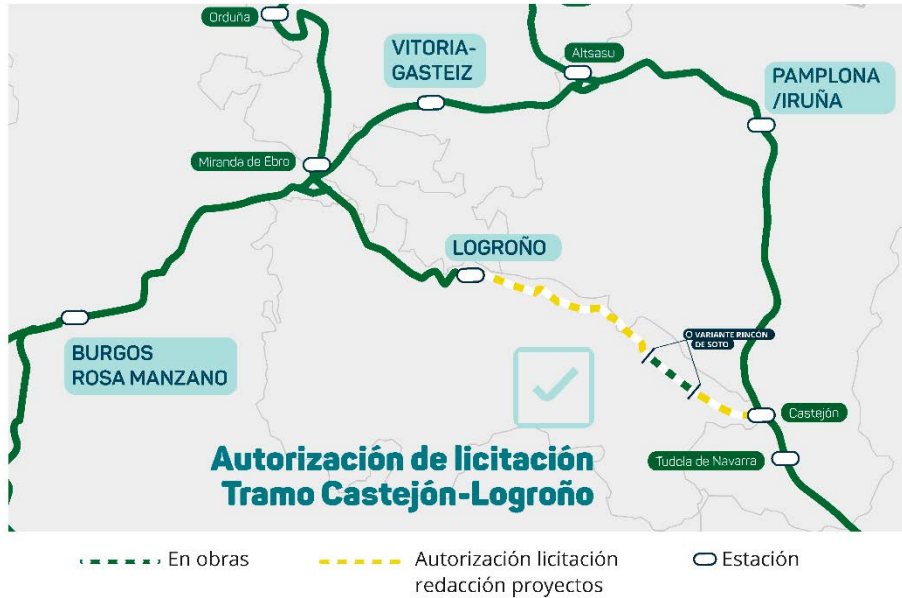 Orduña
VITORIA-
GASTEIZ
Altsasu
PAMPLONA
/IRUÑA
Miranda de Ebro
LOGROÑO
VARIANTE RINCÓN
DE SOTO
BURGOS
ROSA MANZANO
Castejón
Autorización de licitación
Tramo Castejón-Logroño
Tudela de Navarra
En obras
Autorización licitación
redacción proyectos
Estación